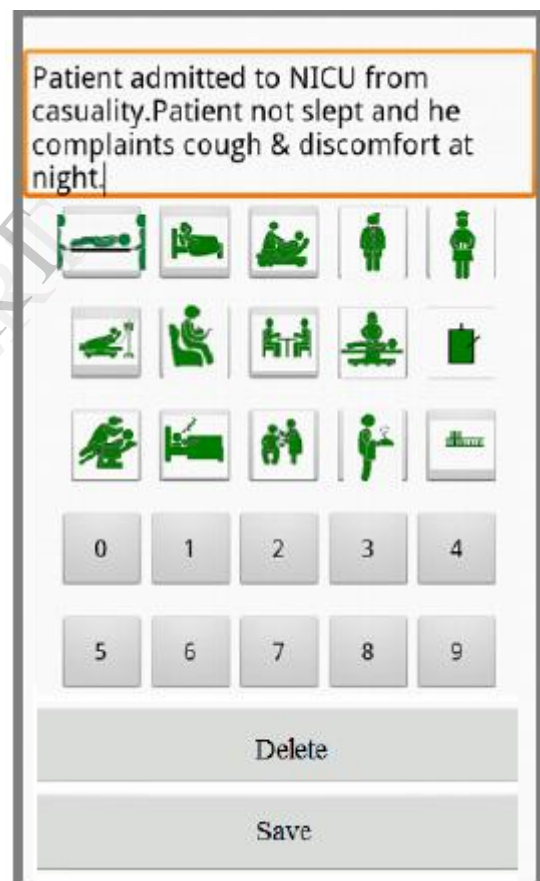 Patient admitted to NICU from
casuality.Patient not slept and he
complaints cough & discomfort at
night.
0 1 2 3 4
5 6 7 8 9
Delete
Save